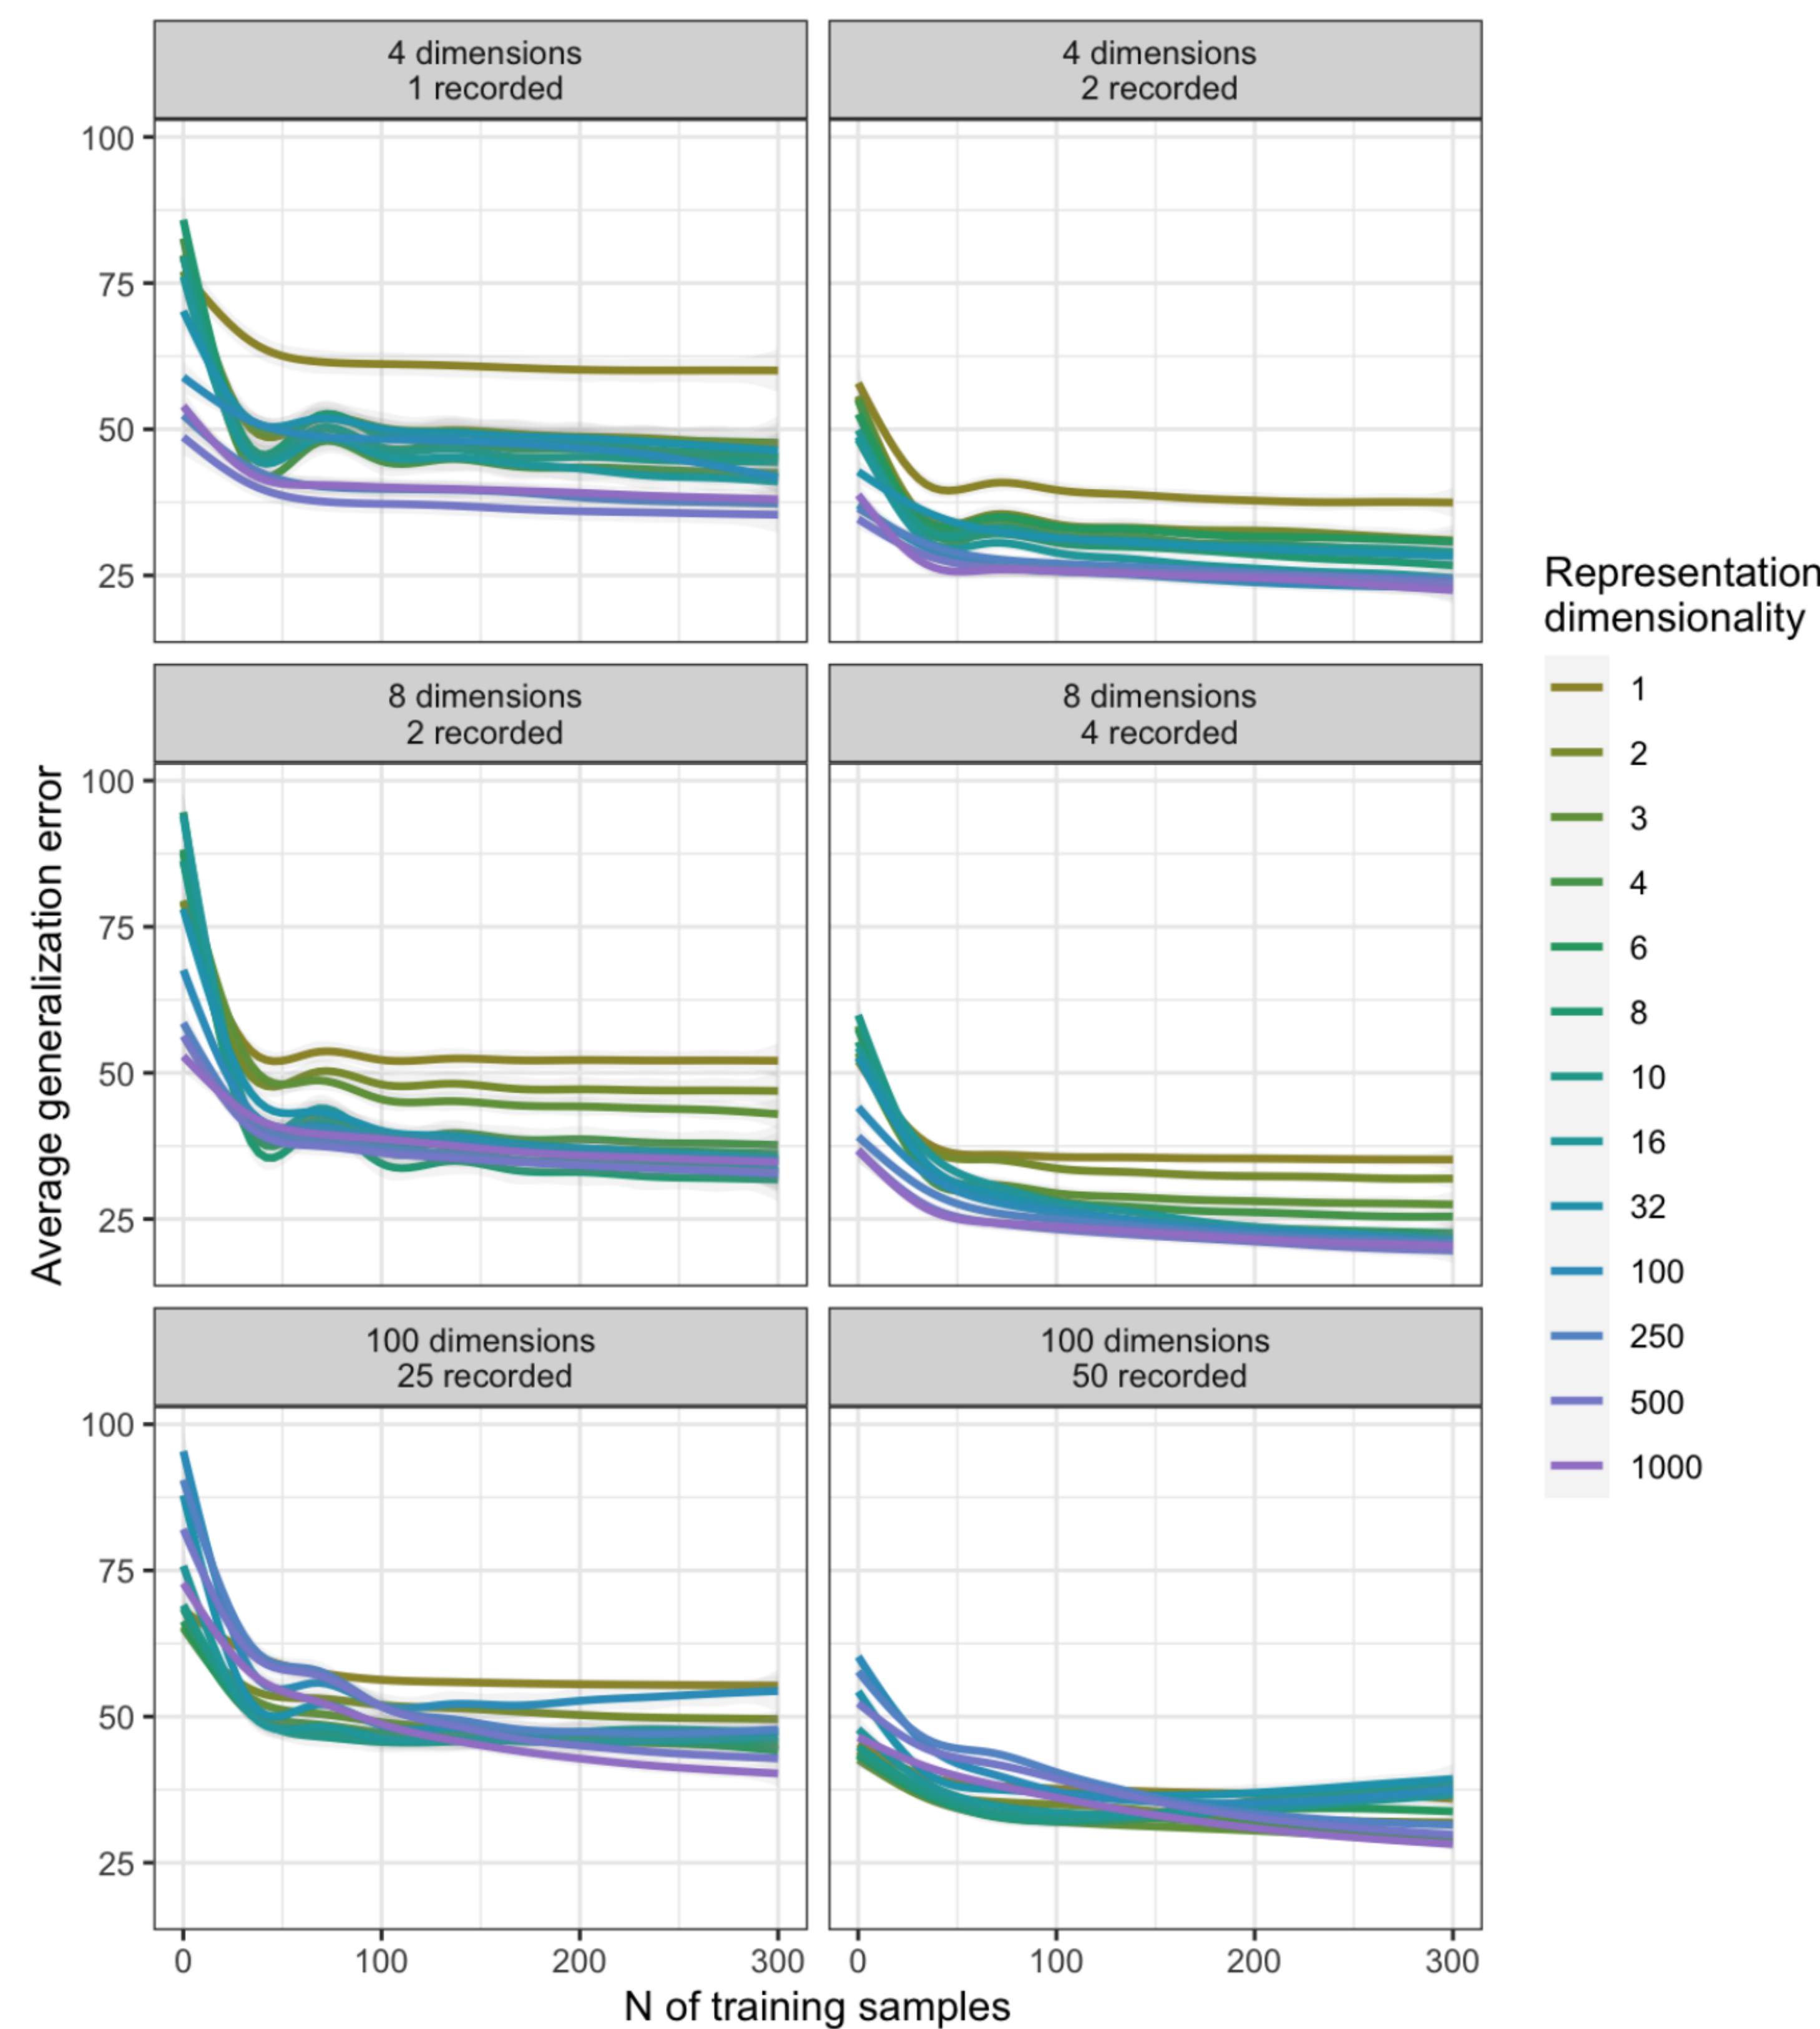 4 dimensions
1 recorded
4 dimensions
2 recorded
100
75
50
25
8 dimensions
2 recorded
8 dimensions
4 recorded
100
75
50
25
100 dimensions
25 recorded
100 dimensions
50 recorded
100
75
50
25
0
100
200
300
0
100
200
300
N of training samples
Average generalization error
Representation
dimensionality
1
2
3
4
6
8
10
16
32
100
250
500
1000